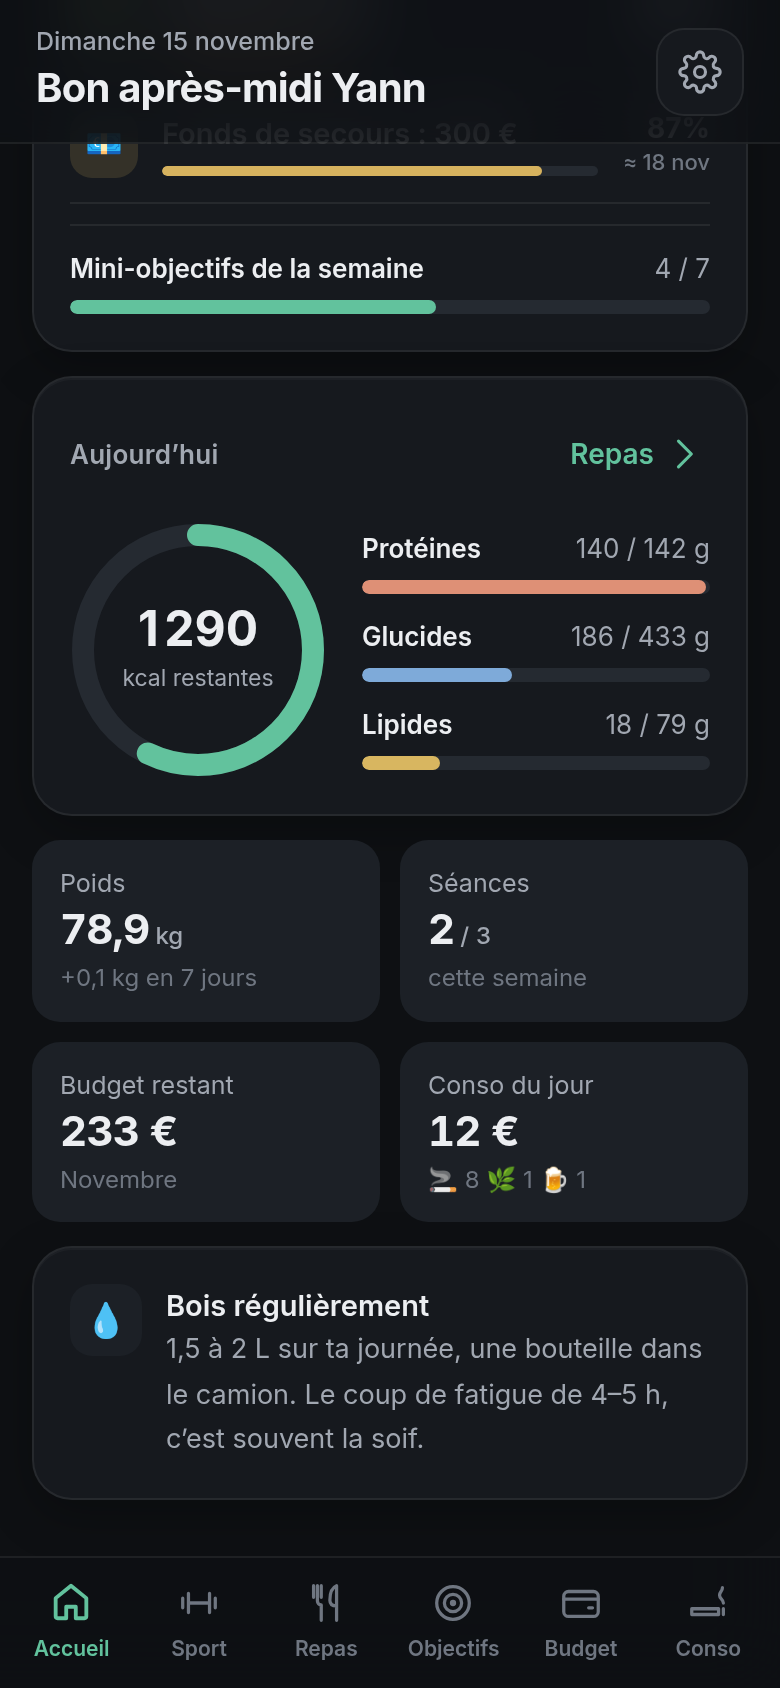 Dimanche 15 novembre
Bon après-midi Yann
Fonds de secours : 300 €
87%
≈ 18 nov
Mini-objectifs de la semaine
4 / 7
Aujourd’hui
Repas
1 290
kcal restantes
Protéines
140 / 142 g
Glucides
186 / 433 g
Lipides
18 / 79 g
Poids
78,9 kg
+0,1 kg en 7 jours
Séances
2 / 3
cette semaine
Budget restant
233 €
Novembre
Conso du jour
12 €
🚬 8 🌿 1 🍺 1
Bois régulièrement
1,5 à 2 L sur ta journée, une bouteille dans
le camion. Le coup de fatigue de 4–5 h,
c’est souvent la soif.
Accueil
Sport
Repas
Objectifs
Budget
Conso